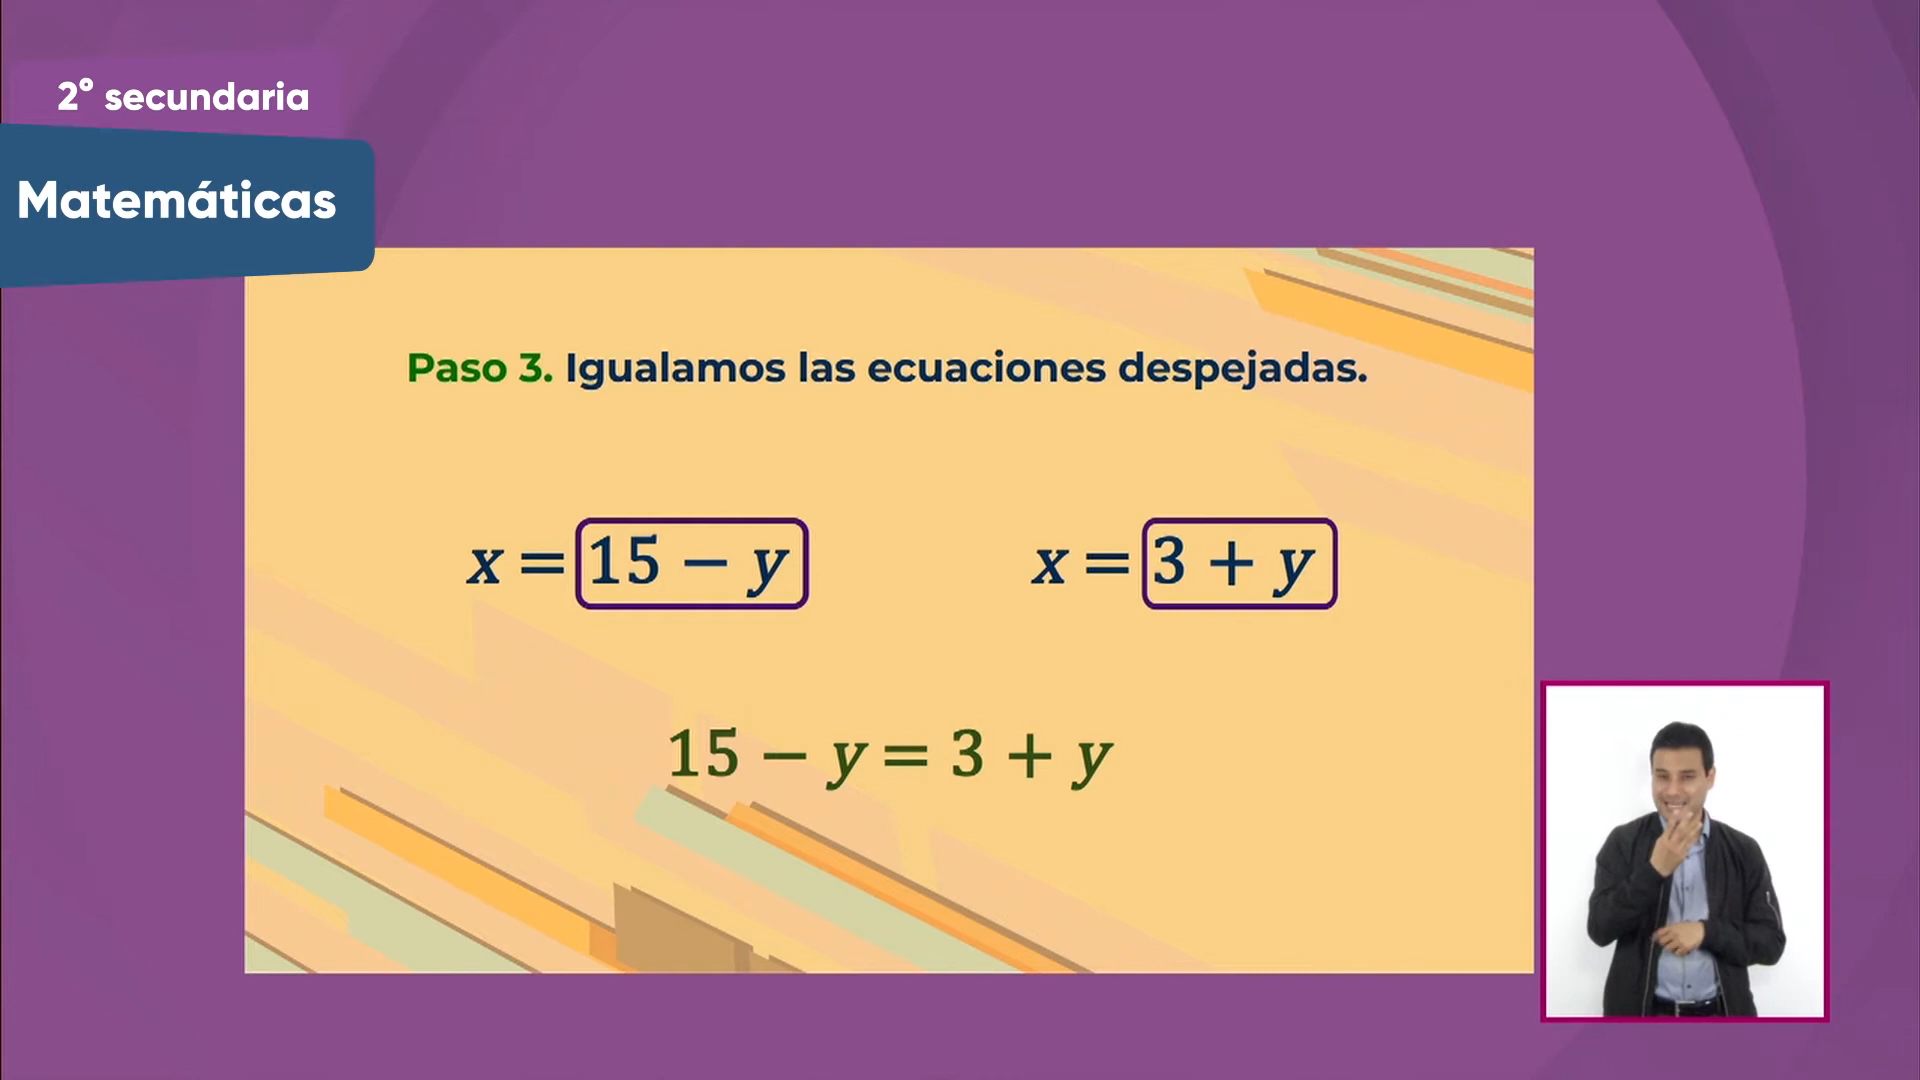 2° secundaria
Matemáticas
Paso 3. Igualamos las ecuaciones despejadas.
x = 15 − y
x = 3 + y
15 − y = 3 + y